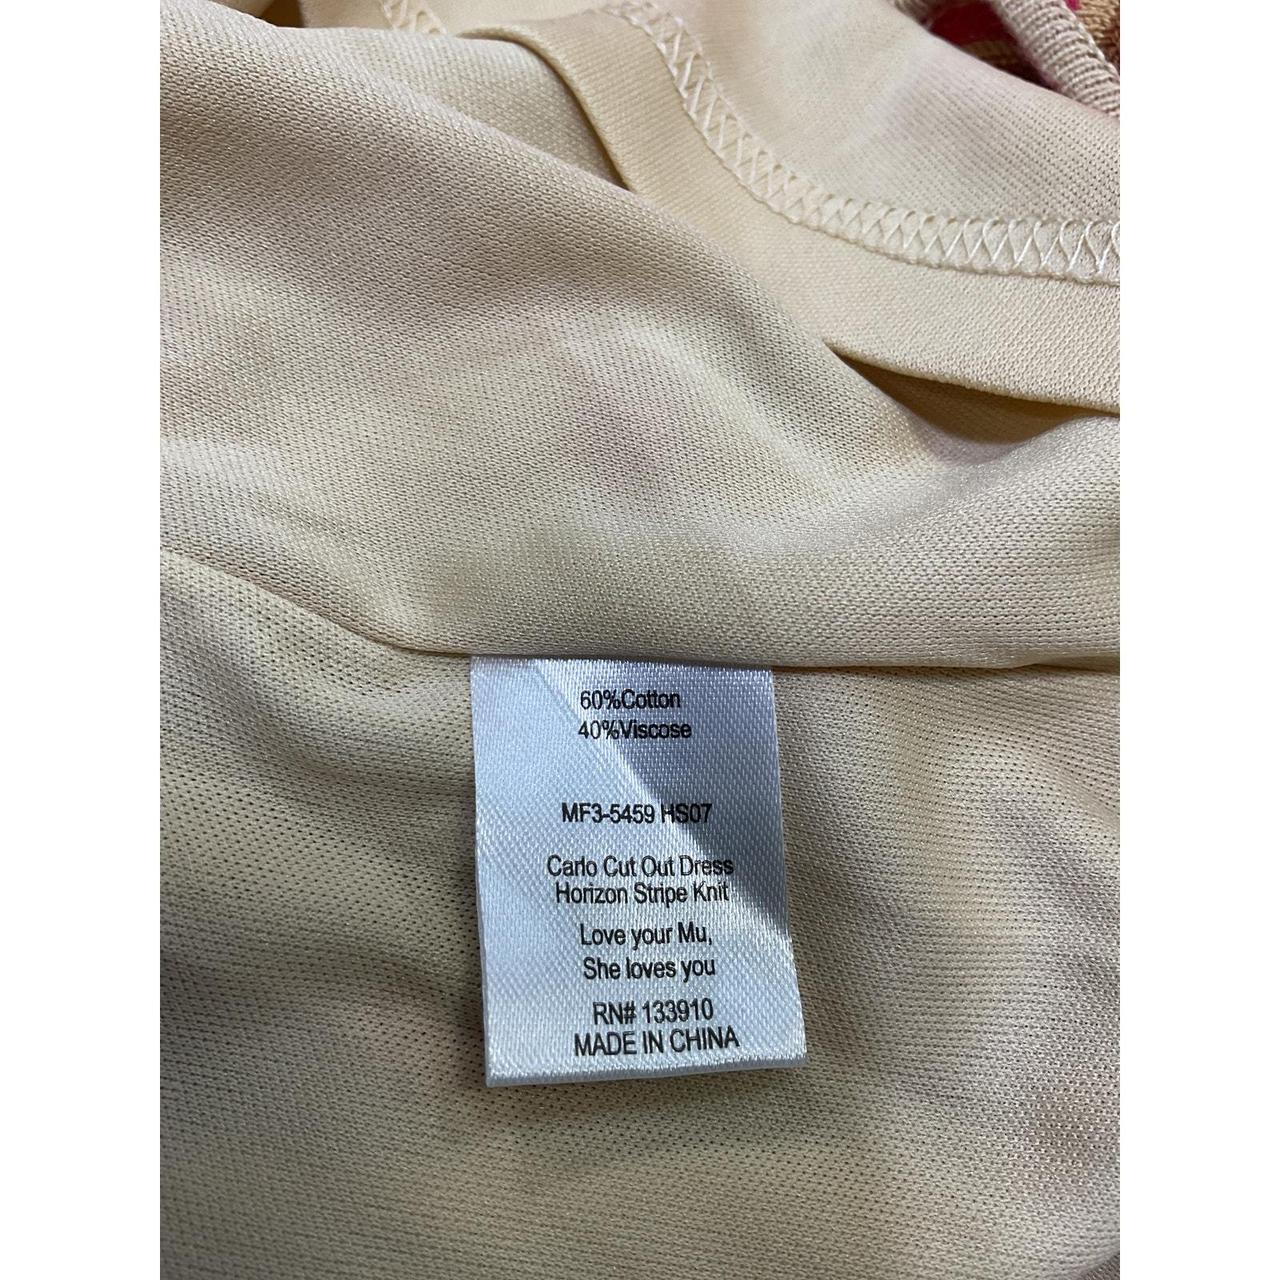 60%Cotton
40%Viscose
MF3-5459 HS07
Carlo Cut Out Dress
Horizon Stripe Knit
Love your Mu,
She loves you
RN# 133910
MADE IN CHINA